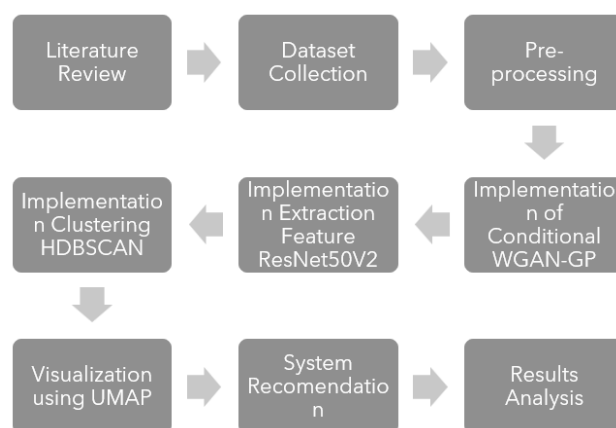 Literature
Review
Dataset
Collection
Pre-
processing
Implementatio
n of
Conditional
WGAN-GP
Implementatio
n Extraction
Feature
ResNet50V2
Implementatio
n Clustering
HDBSCAN
Visualization
using UMAP
System
Recomendatio
n
Results
Analysis